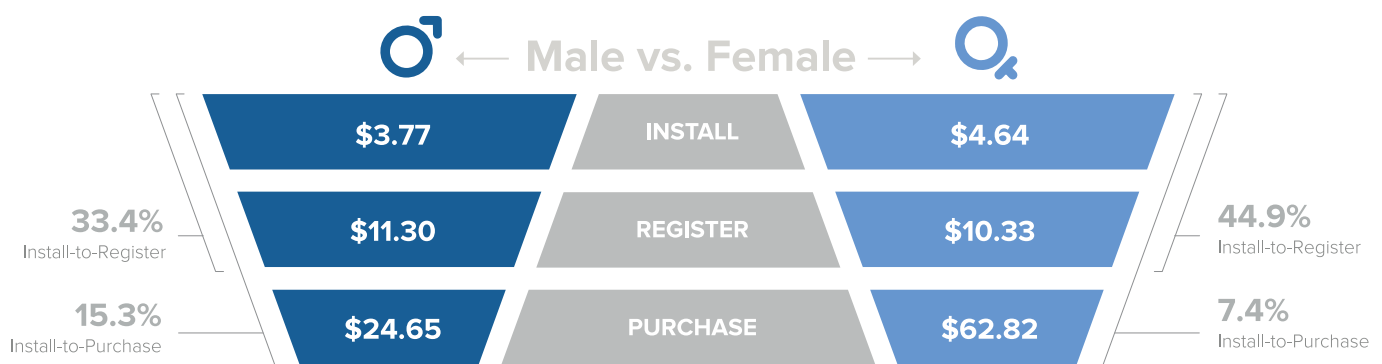 Male vs. Female
$3.77 INSTALL $4.64
33.4%
Install-to-Register
$11.30 REGISTER $10.33
44.9%
Install-to-Register
15.3%
Install-to-Purchase
$24.65 PURCHASE $62.82
7.4%
Install-to-Purchase